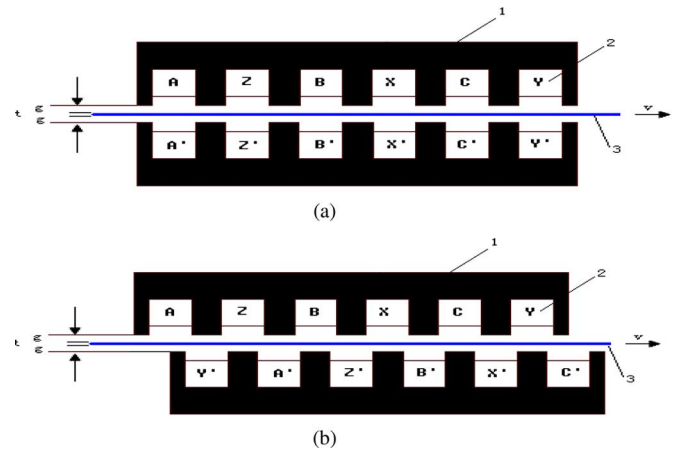 1
2
A Z B X C Y
g
t
g
v
3
A' Z' B' X' C' Y'
(a)
1
2
A Z B X C Y
g
t
g
v
3
Y' A' Z' B' X' C'
(b)